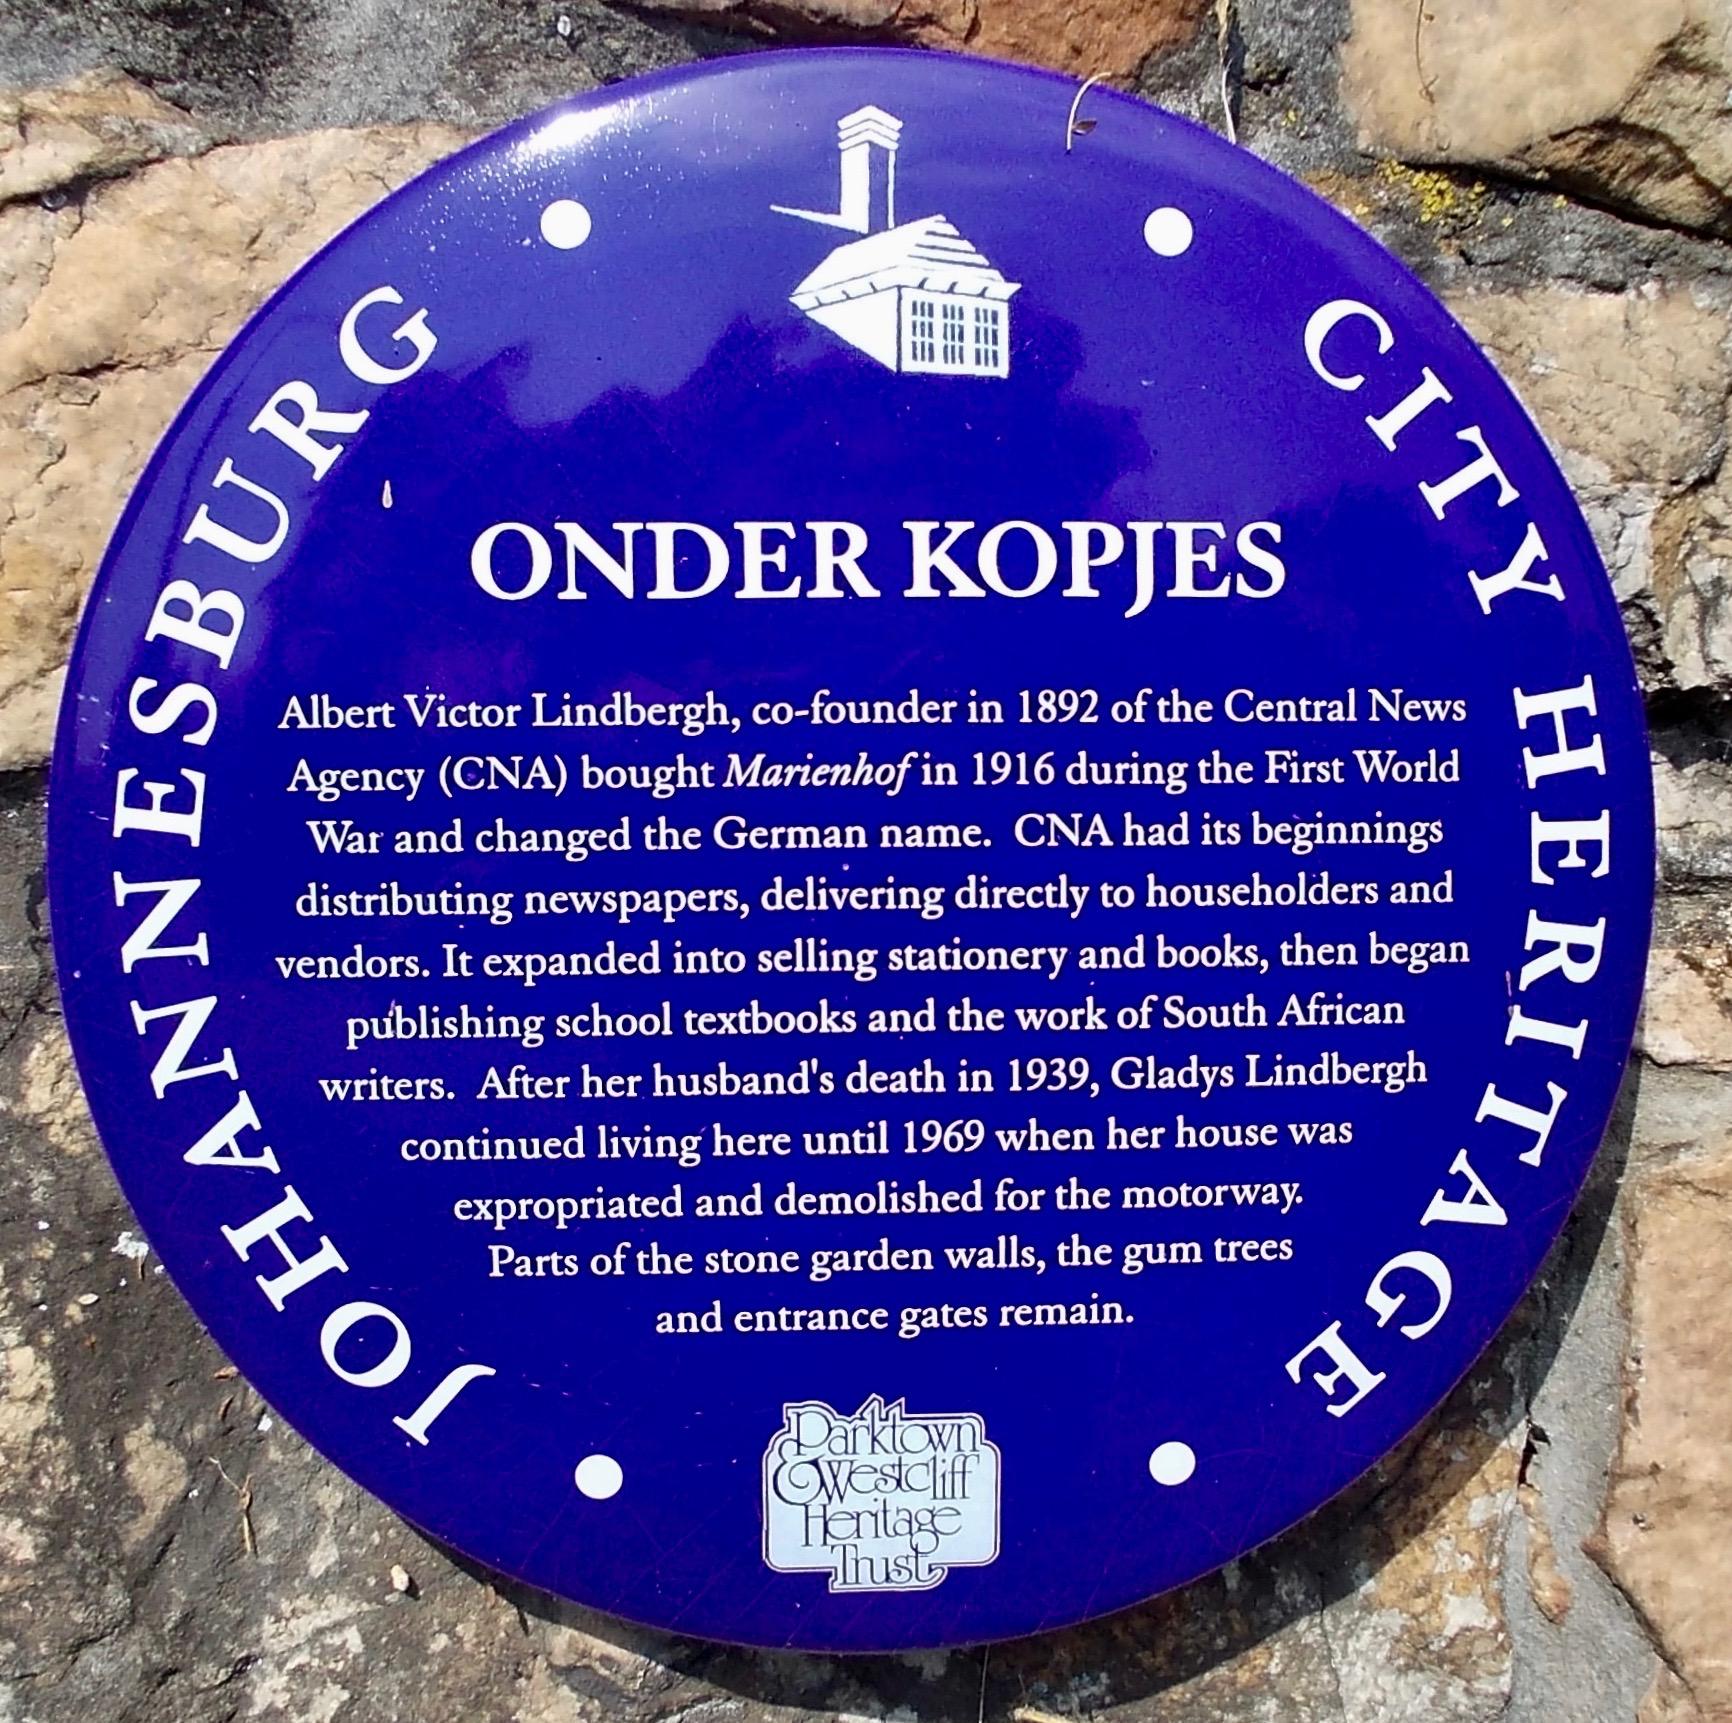 JOHANNESBURG CITY HERITAGE
ONDER KOPJES
Albert Victor Lindbergh, co-founder in 1892 of the Central News
Agency (CNA) bought Marienhof in 1916 during the First World
War and changed the German name.  CNA had its beginnings
distributing newspapers, delivering directly to householders and
vendors. It expanded into selling stationery and books, then began
publishing school textbooks and the work of South African
writers.  After her husband's death in 1939, Gladys Lindbergh
continued living here until 1969 when her house was
expropriated and demolished for the motorway.
Parts of the stone garden walls, the gum trees
and entrance gates remain.
Parktown
&Westcliff
Heritage
Trust